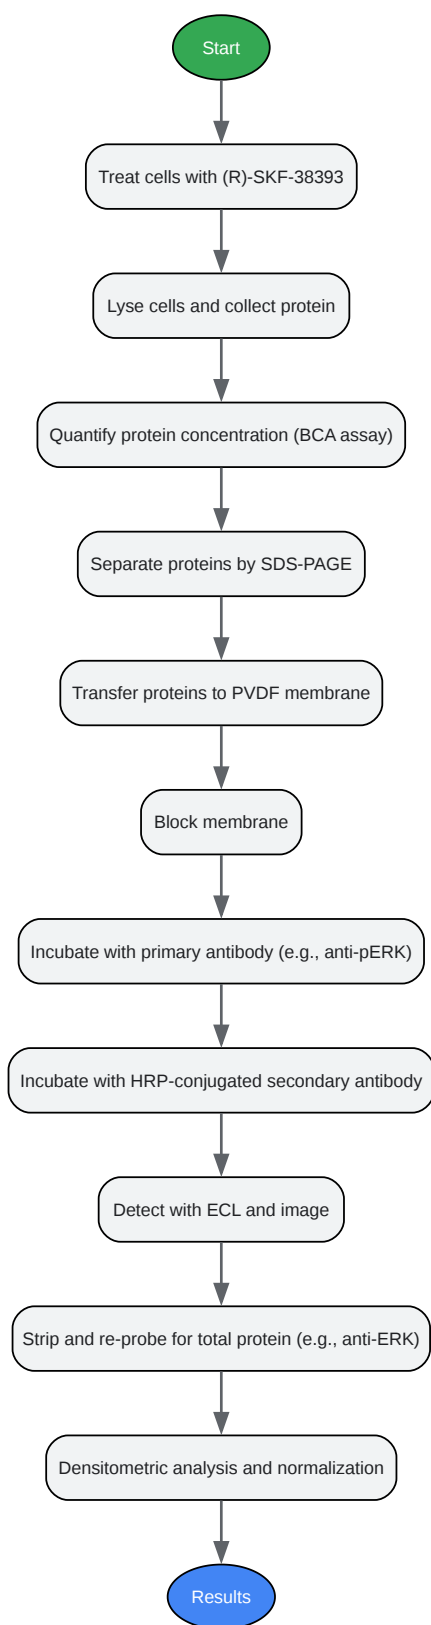 Start
Treat cells with (R)-SKF-38393
Lyse cells and collect protein
Quantify protein concentration (BCA assay)
Separate proteins by SDS-PAGE
Transfer proteins to PVDF membrane
Block membrane
Incubate with primary antibody (e.g., anti-pERK)
Incubate with HRP-conjugated secondary antibody
Detect with ECL and image
Strip and re-probe for total protein (e.g., anti-ERK)
Densitometric analysis and normalization
Results